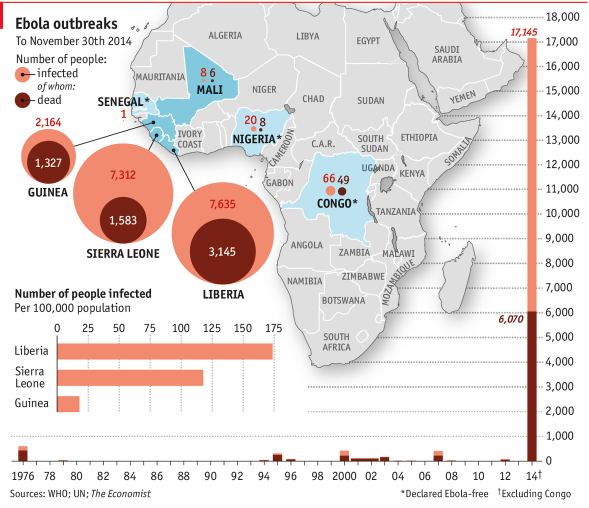 Ebola outbreaks
To November 30th 2014
Number of people:
infected
of whom:
dead
ALGERIA
LIBYA
EGYPT
SAUDI
ARABIA
YEMEN
MAURITANIA
8 6
MALI
NIGER
CHAD
SUDAN
SENEGAL*
1
IVORY
COAST
20 8
NIGERIA*
CAMEROON
C.A.R.
SOUTH
SUDAN
ETHIOPIA
SOMALIA
UGANDA
KENYA
GABON
66 49
CONGO*
TANZANIA
ANGOLA
ZAMBIA
MALAWI
MOZAMBIQUE
ZIMBABWE
NAMIBIA
BOTSWANA
SOUTH
AFRICA
2,164
1,327
GUINEA
7,312
1,583
SIERRA LEONE
7,635
3,145
LIBERIA
Number of people infected
Per 100,000 population
0 25 50 75 100 125 150 175
Liberia
Sierra
Leone
Guinea
17,145
6,070
18,000
17,000
16,000
15,000
14,000
13,000
12,000
11,000
10,000
9,000
8,000
7,000
6,000
5,000
4,000
3,000
2,000
1,000
0
1976 78 80 82 84 86 88 90 92 94 96 98 2000 02 04 06 08 10 12 14†
Sources: WHO; UN; The Economist
*Declared Ebola-free †Excluding Congo